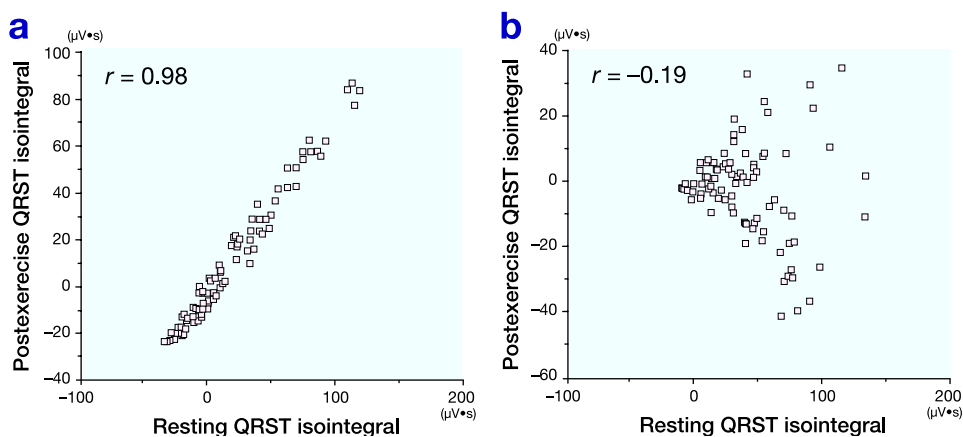 a
(μV•s)
100
80
60
40
20
0
−20
−40
r = 0.98
Postexerecise QRST isointegral
−100
0
100
200
(μV•s)
Resting QRST isointegral
b
(μV•s)
40
20
0
−20
−40
−60
r = −0.19
Postexerecise QRST isointegral
−100
0
100
200
(μV•s)
Resting QRST isointegral